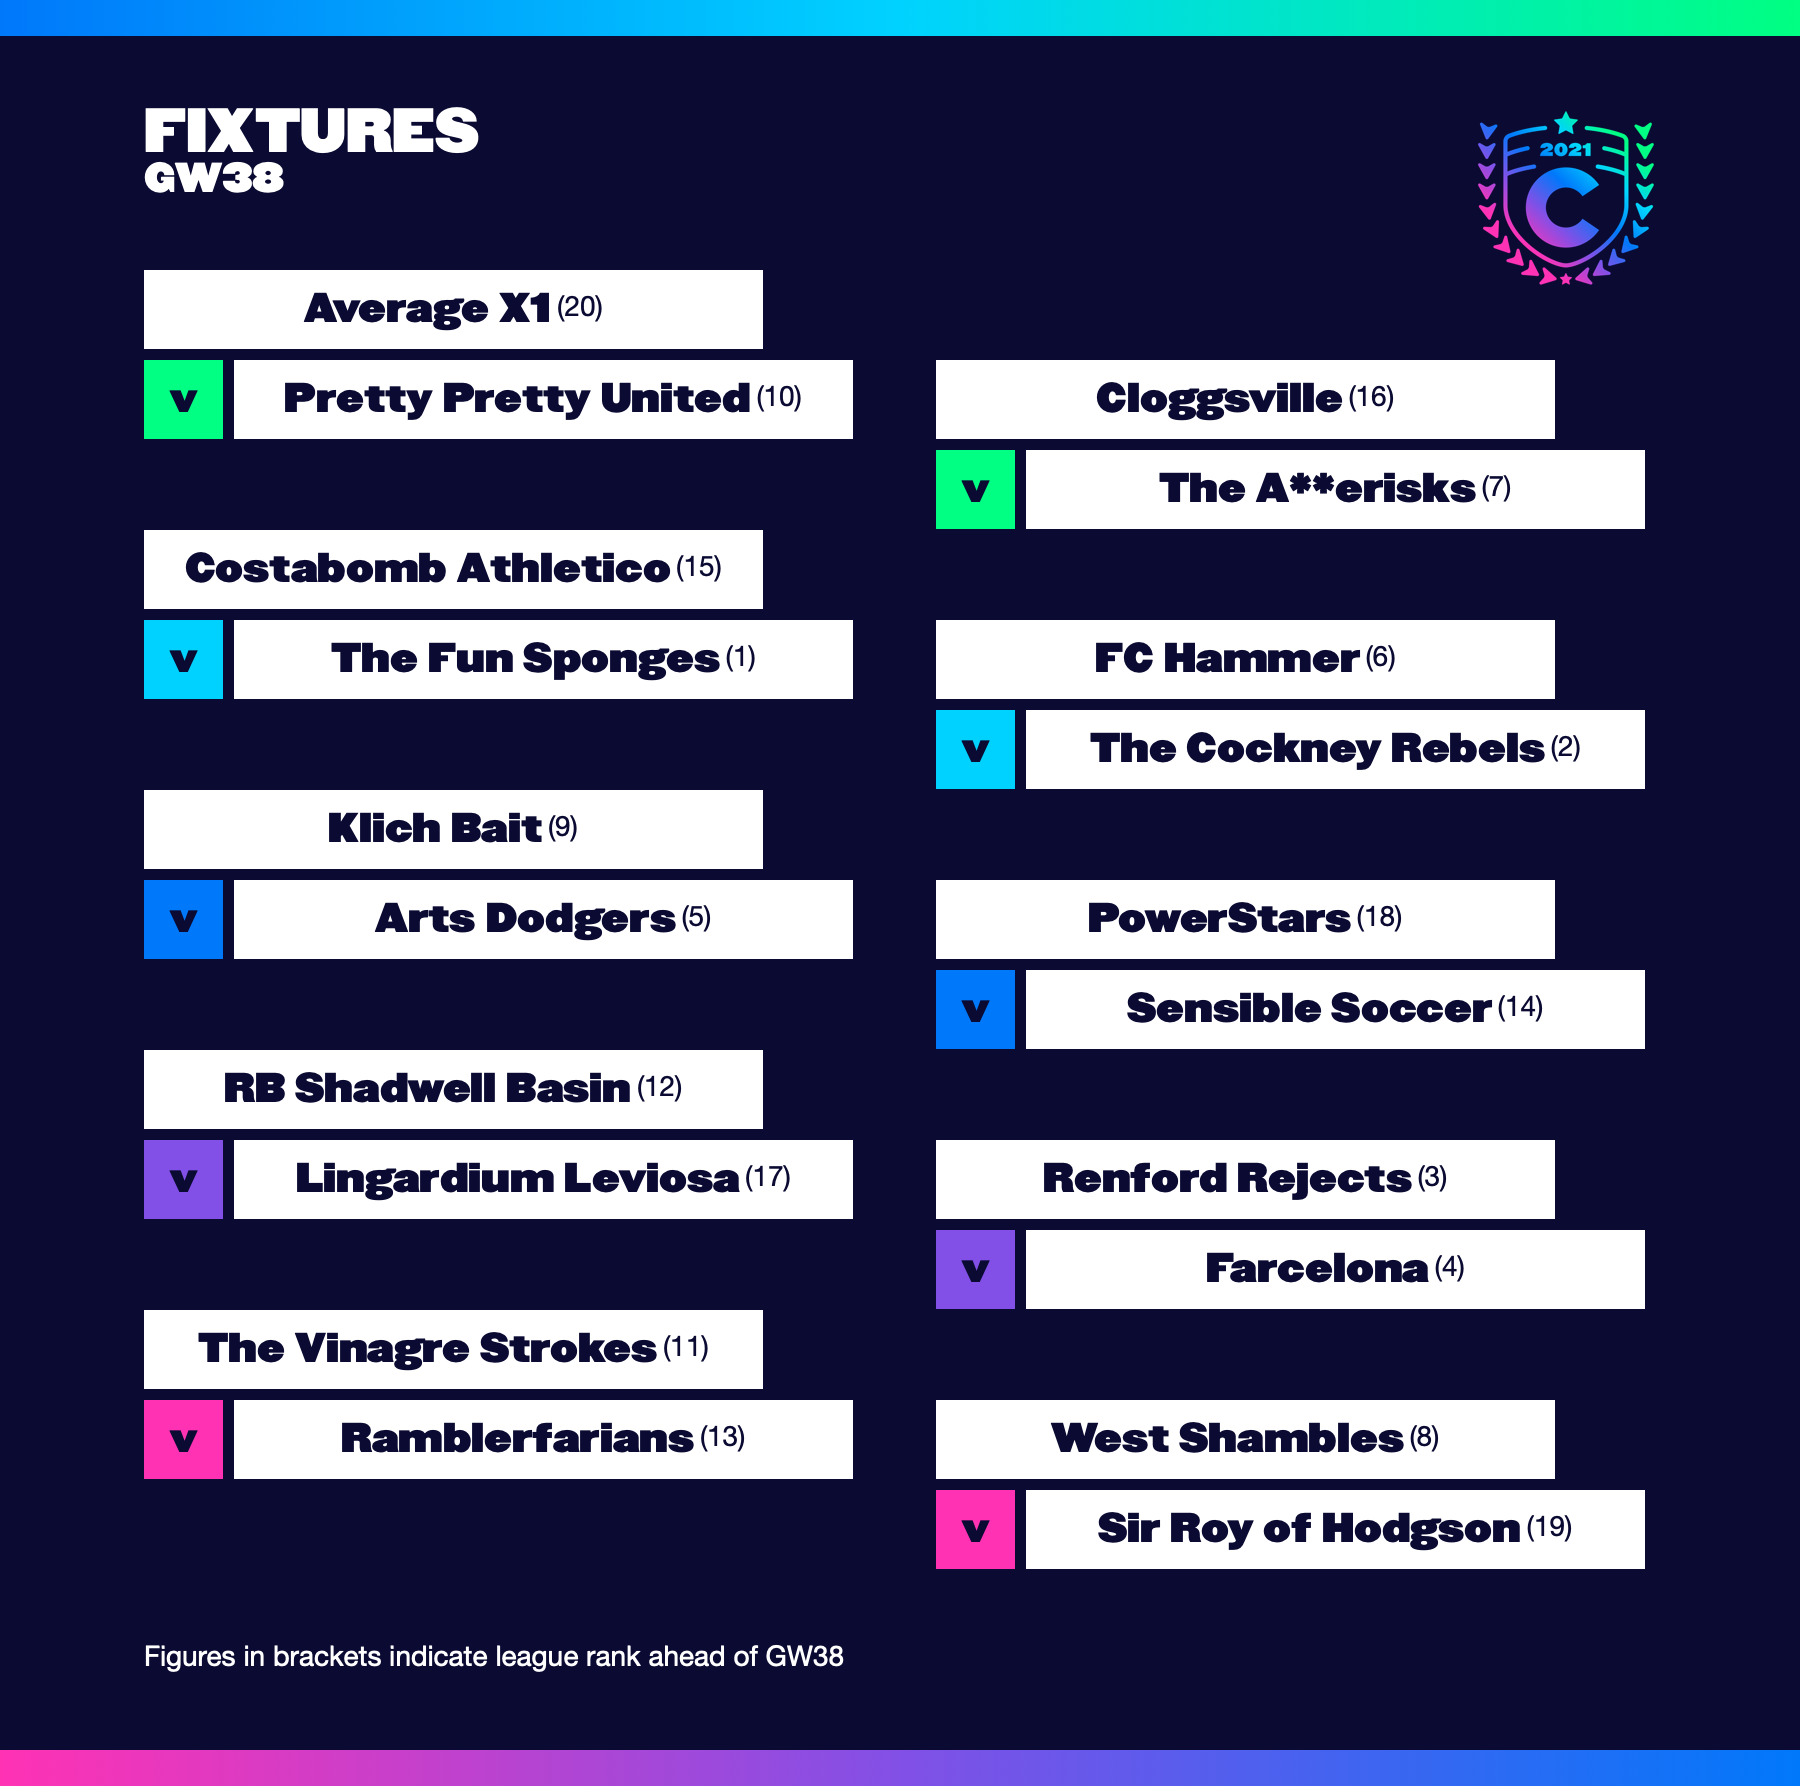 FIXTURES
GW38
2021
C
Average X1 (20)
v Pretty Pretty United (10)
Cloggsville (16)
v The A**erisks (7)
Costabomb Athletico (15)
v The Fun Sponges (1)
FC Hammer (6)
v The Cockney Rebels (2)
Klich Bait (9)
v Arts Dodgers (5)
PowerStars (18)
v Sensible Soccer (14)
RB Shadwell Basin (12)
v Lingardium Leviosa (17)
Renford Rejects (3)
v Farcelona (4)
The Vinagre Strokes (11)
v Ramblerfarians (13)
West Shambles (8)
v Sir Roy of Hodgson (19)
Figures in brackets indicate league rank ahead of GW38